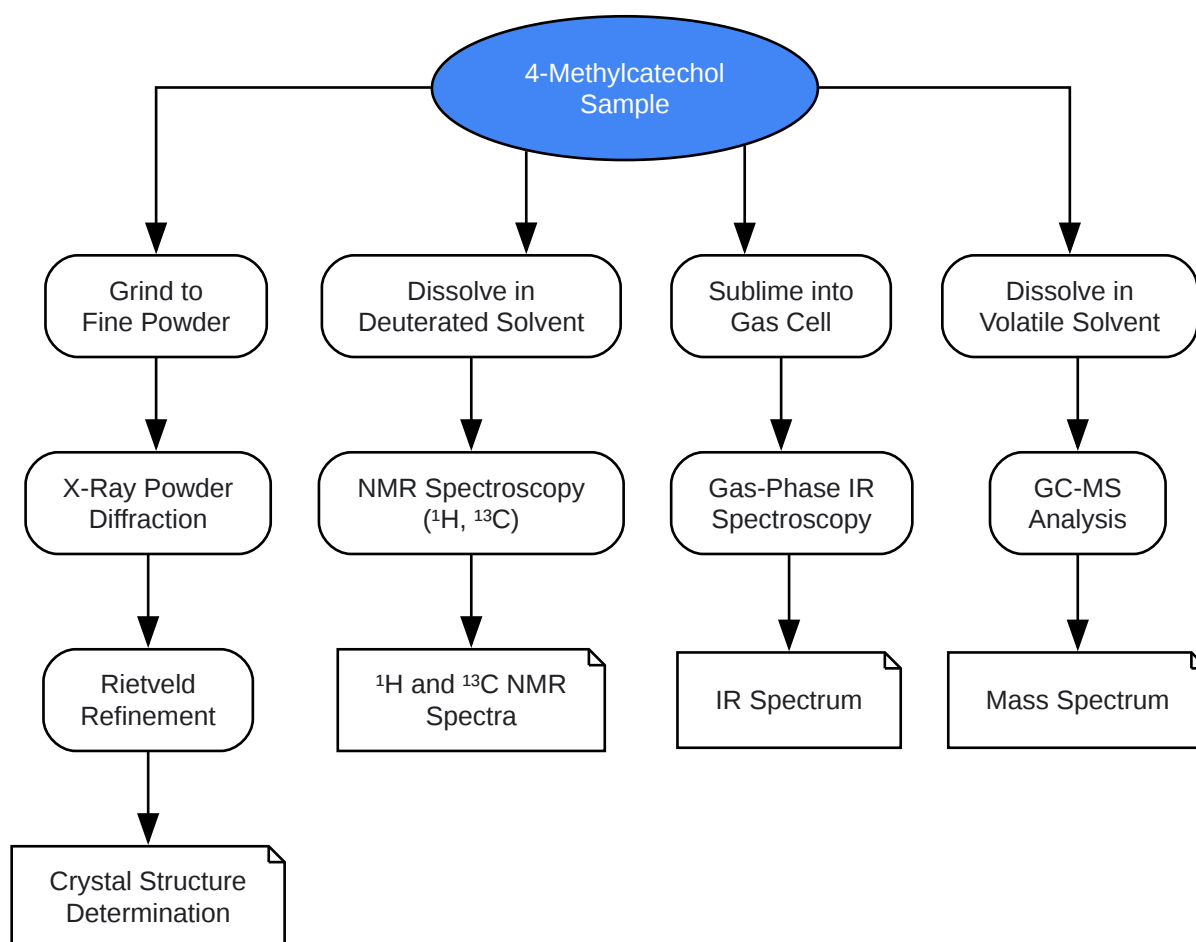 4-Methylcatechol
Sample
Grind to
Fine Powder
Dissolve in
Deuterated Solvent
Sublime into
Gas Cell
Dissolve in
Volatile Solvent
X-Ray Powder
Diffraction
NMR Spectroscopy
(¹H, ¹³C)
Gas-Phase IR
Spectroscopy
GC-MS
Analysis
Rietveld
Refinement
¹H and ¹³C NMR
Spectra
IR Spectrum
Mass Spectrum
Crystal Structure
Determination